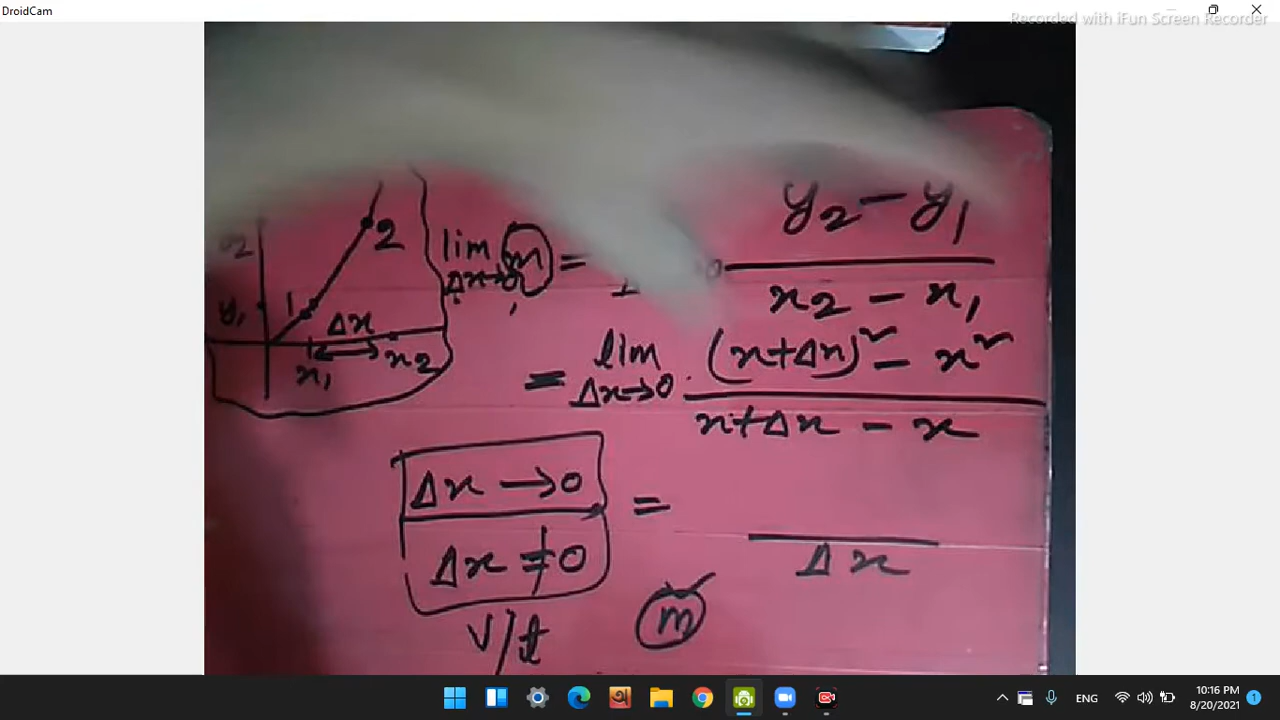 DroidCam
Recorded with iFun Screen Recorder
y₂ − y₁
2
lim m =
Δx→0
x₂ − x₁
y₁
1
Δx
x₁
x₂
= lim (x+Δx)² − x²
Δx→0 x+Δx − x
Δx → 0
=
Δx ≠ 0
Δx
V/t
m
ENG
10:16 PM
8/20/2021